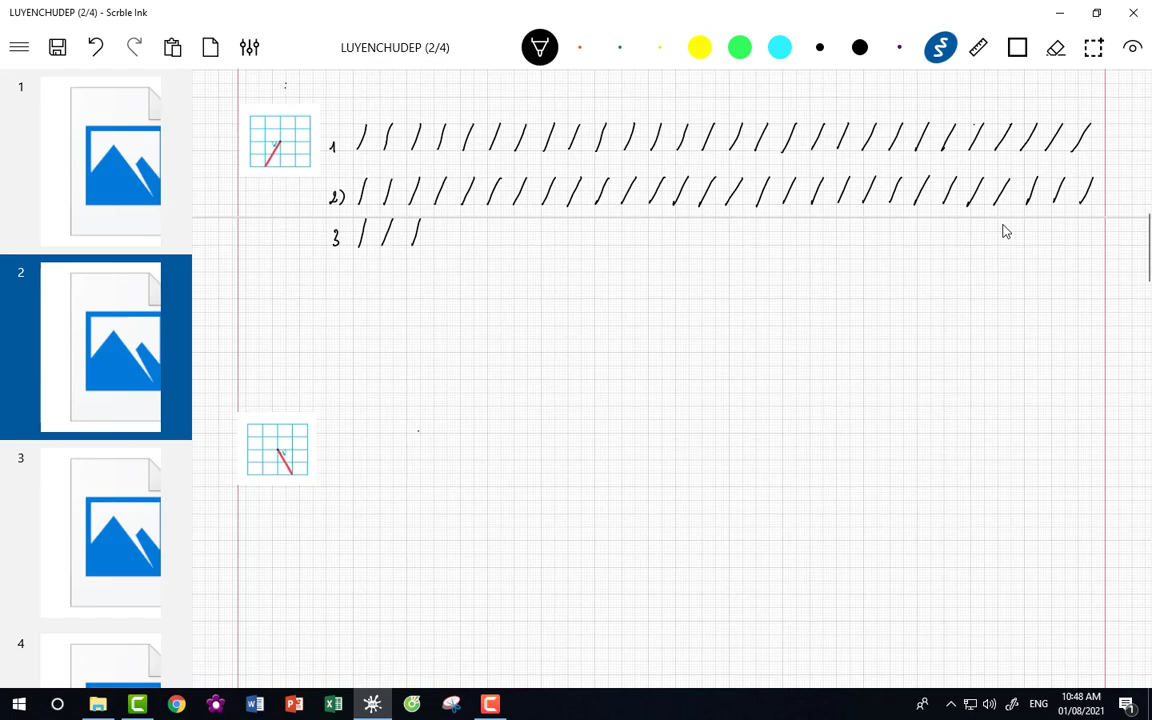 LUYENCHUDEP (2/4) - Scrble Ink
LUYENCHUDEP (2/4)
1
2
3
4
1
2)
3
ENG
10:48 AM
01/08/2021
1